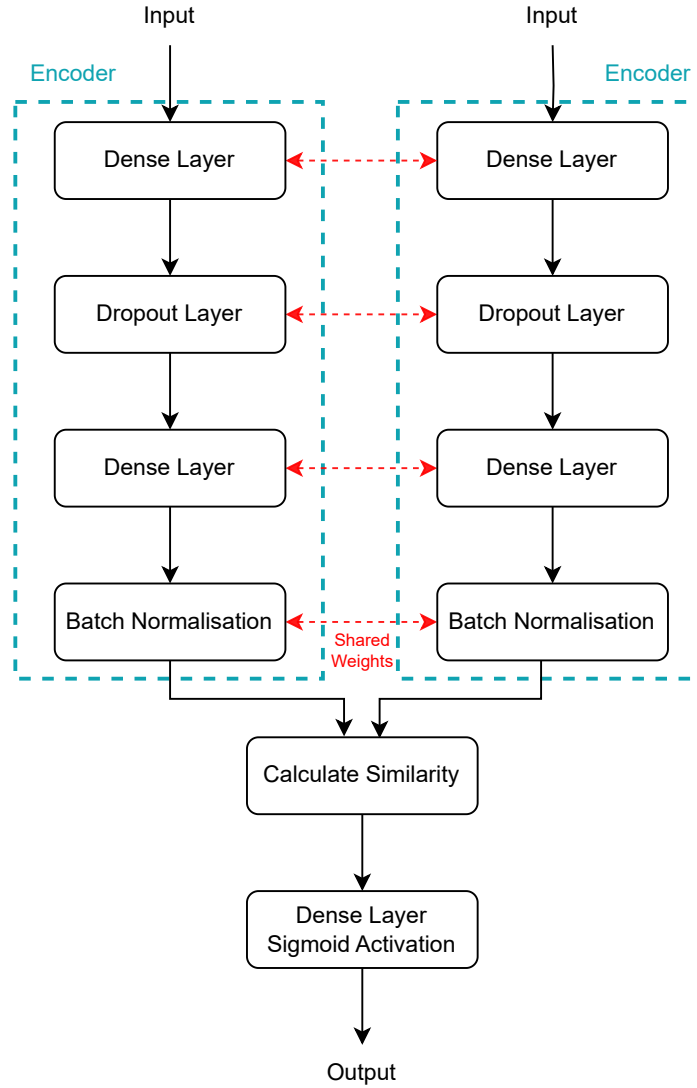 Input
Input
Encoder
Encoder
Dense Layer
Dense Layer
Dropout Layer
Dropout Layer
Dense Layer
Dense Layer
Batch Normalisation
Batch Normalisation
Shared
Weights
Calculate Similarity
Dense Layer
Sigmoid Activation
Output